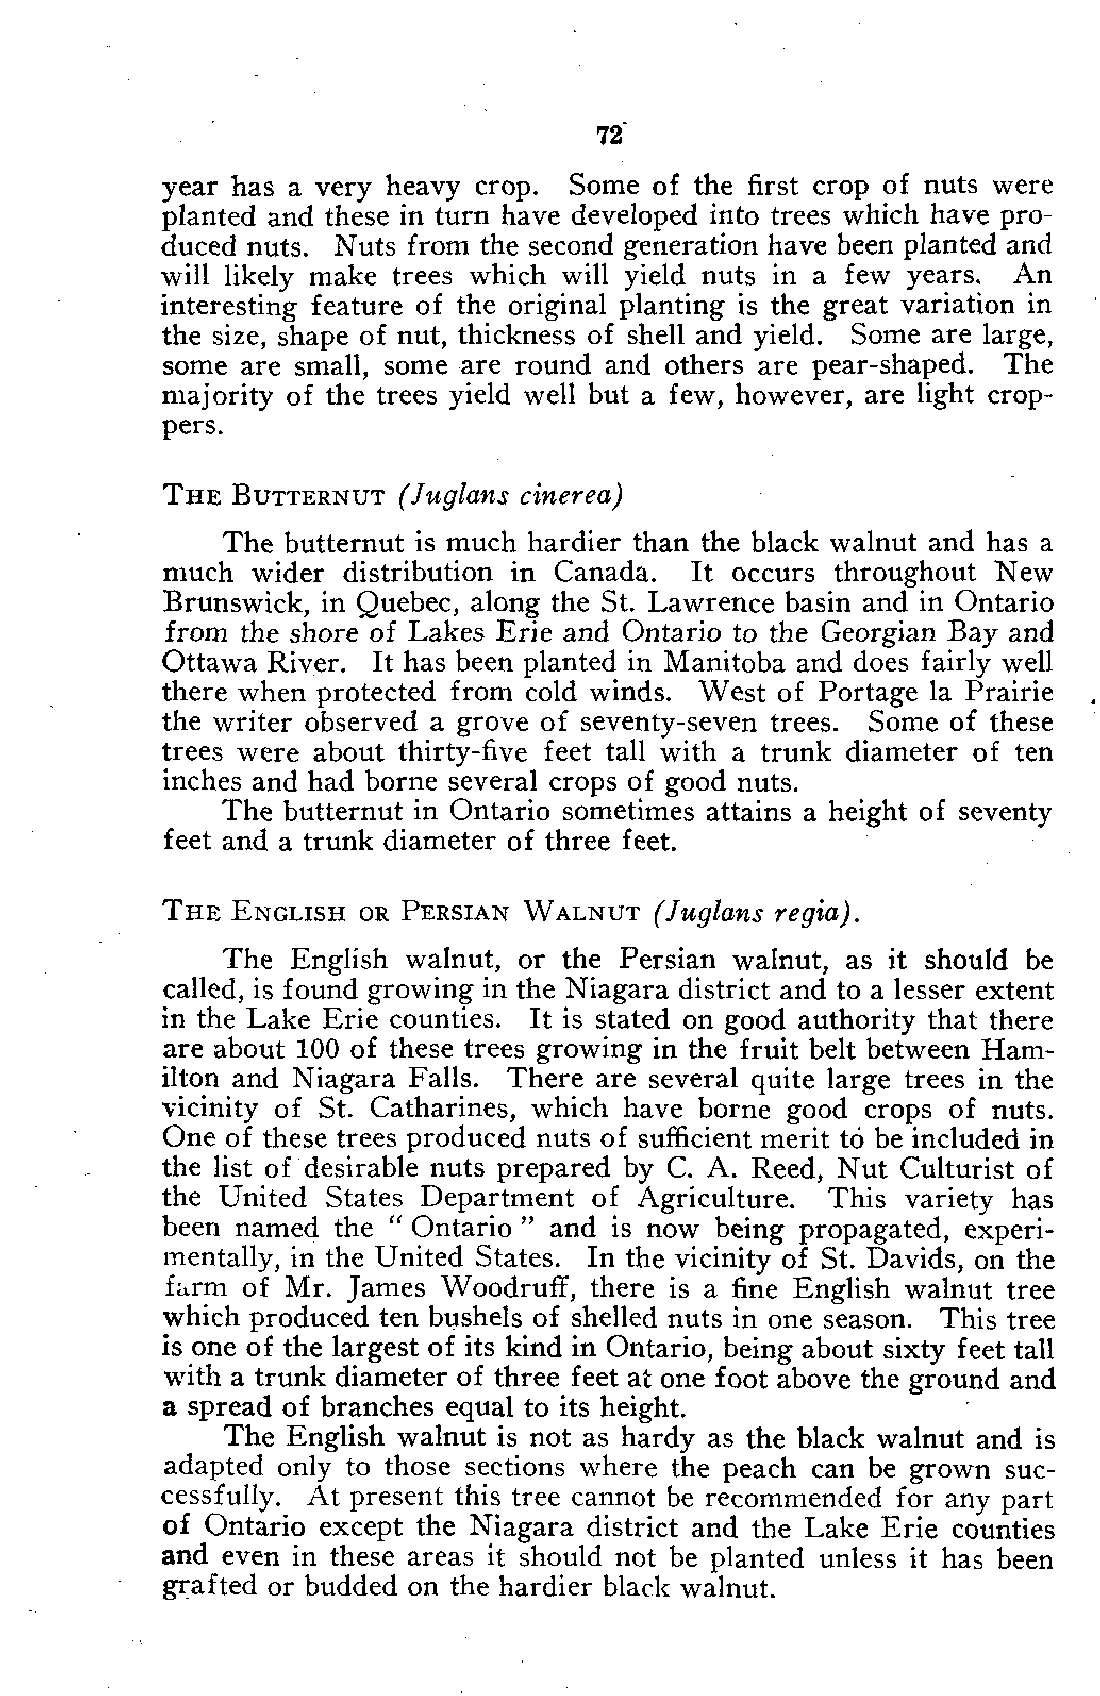 72
year has a very heavy crop. Some of the first crop of nuts were
planted and these in turn have developed into trees which have pro-
duced nuts. Nuts from the second generation have been planted and
will likely make trees which will yield nuts in a few years. An
interesting feature of the original planting is the great variation in
the size, shape of nut, thickness of shell and yield. Some are large,
some are small, some are round and others are pear-shaped. The
majority of the trees yield well but a few, however, are light crop-
pers.
THE BUTTERNUT (Juglans cinerea)
The butternut is much hardier than the black walnut and has a
much wider distribution in Canada. It occurs throughout New
Brunswick, in Quebec, along the St. Lawrence basin and in Ontario
from the shore of Lakes Erie and Ontario to the Georgian Bay and
Ottawa River. It has been planted in Manitoba and does fairly well
there when protected from cold winds. West of Portage la Prairie
the writer observed a grove of seventy-seven trees. Some of these
trees were about thirty-five feet tall with a trunk diameter of ten
inches and had borne several crops of good nuts.
The butternut in Ontario sometimes attains a height of seventy
feet and a trunk diameter of three feet.
THE ENGLISH OR PERSIAN WALNUT (Juglans regia).
The English walnut, or the Persian walnut, as it should be
called, is found growing in the Niagara district and to a lesser extent
in the Lake Erie counties. It is stated on good authority that there
are about 100 of these trees growing in the fruit belt between Ham-
ilton and Niagara Falls. There are several quite large trees in the
vicinity of St. Catharines, which have borne good crops of nuts.
One of these trees produced nuts of sufficient merit to be included in
the list of desirable nuts prepared by C. A. Reed, Nut Culturist of
the United States Department of Agriculture. This variety has
been named the " Ontario " and is now being propagated, experi-
mentally, in the United States. In the vicinity of St. Davids, on the
farm of Mr. James Woodruff, there is a fine English walnut tree
which produced ten bushels of shelled nuts in one season. This tree
is one of the largest of its kind in Ontario, being about sixty feet tall
with a trunk diameter of three feet at one foot above the ground and
a spread of branches equal to its height.
The English walnut is not as hardy as the black walnut and is
adapted only to those sections where the peach can be grown suc-
cessfully. At present this tree cannot be recommended for any part
of Ontario except the Niagara district and the Lake Erie counties
and even in these areas it should not be planted unless it has been
grafted or budded on the hardier black walnut.